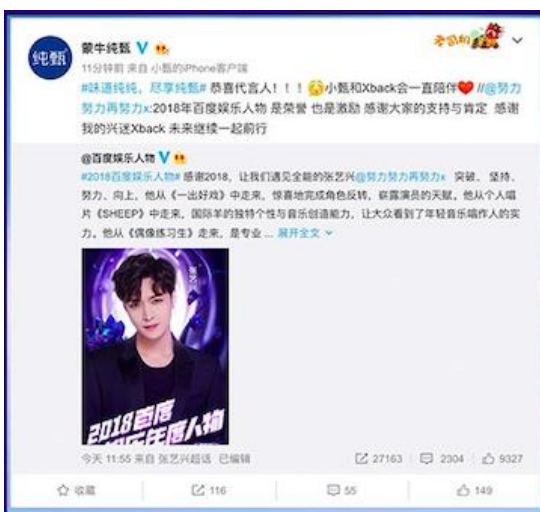 纯甄
蒙牛纯甄
11分钟前 来自 小甄的iPhone客户端
#味道纯纯，尽享纯甄# 恭喜代言人！！！小甄和Xback会一直陪伴 //@努力
努力再努力x:2018年百度娱乐人物 是荣誉 也是激励 感谢大家的支持与肯定 感谢
我的兴迷Xback 未来继续一起前行
@百度娱乐人物
#2018百度娱乐人物# 感谢2018，让我们遇见全能的张艺兴@努力努力再努力x 突破、坚持、
努力、向上，他从《一出好戏》中走来，惊喜地完成角色反转，崭露演员的天赋。他从个人唱
片《SHEEP》中走来，国际羊的独特个性与音乐创造能力，让大众看到了年轻音乐唱作人的实
力。他从《偶像练习生》走来，是专业 ... 展开全文
张艺
2018百度
娱乐年度人物
今天 11:55 来自 张艺兴超话 已编辑
27163 2304 9327
收藏 116 55 149